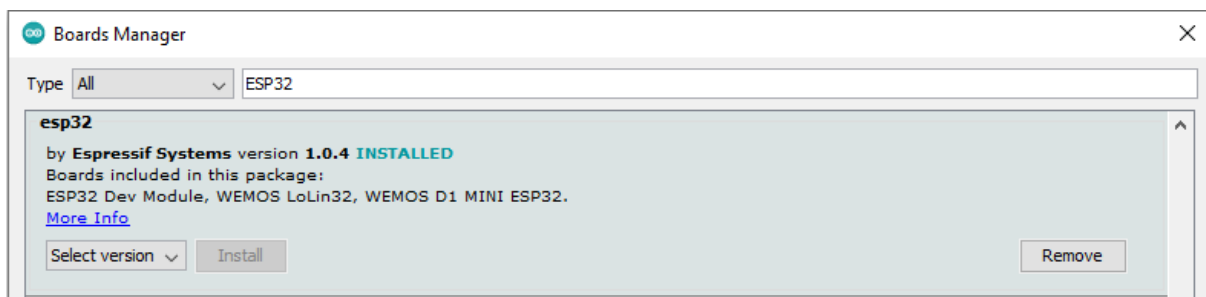 Boards Manager
Type All ESP32
esp32
by Espressif Systems version 1.0.4 INSTALLED
Boards included in this package:
ESP32 Dev Module, WEMOS LoLin32, WEMOS D1 MINI ESP32.
More Info
Select version Install Remove